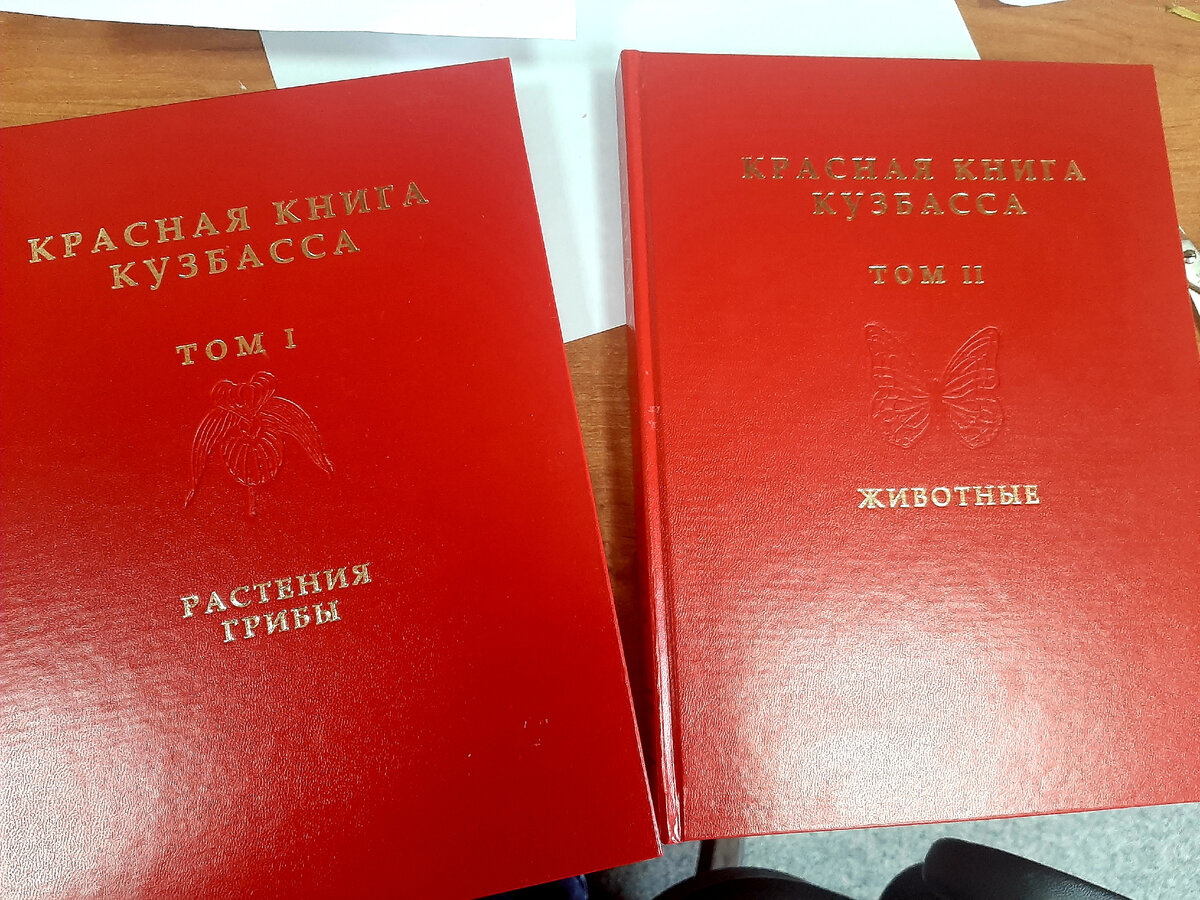 КРАСНАЯ КНИГА
КУЗБАССА
ТОМ I
РАСТЕНИЯ
ГРИБЫ
КРАСНАЯ КНИГА
КУЗБАССА
ТОМ II
ЖИВОТНЫЕ